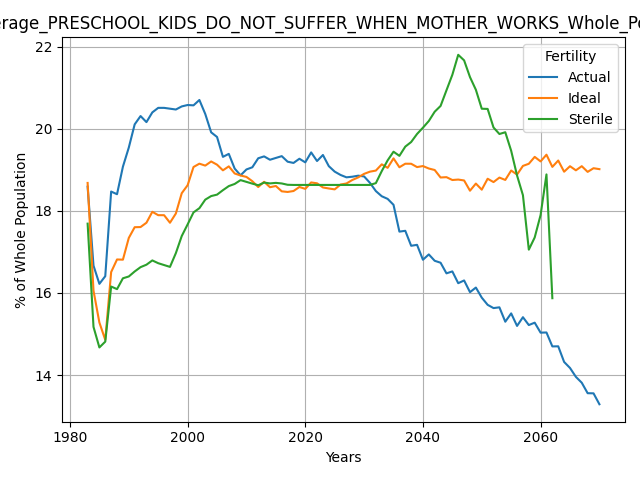 erage_PRESCHOOL_KIDS_DO_NOT_SUFFER_WHEN_MOTHER_WORKS_Whole_Po
Fertility
Actual
Ideal
Sterile
% of Whole Population
22
20
18
16
14
1980
2000
2020
2040
2060
Years